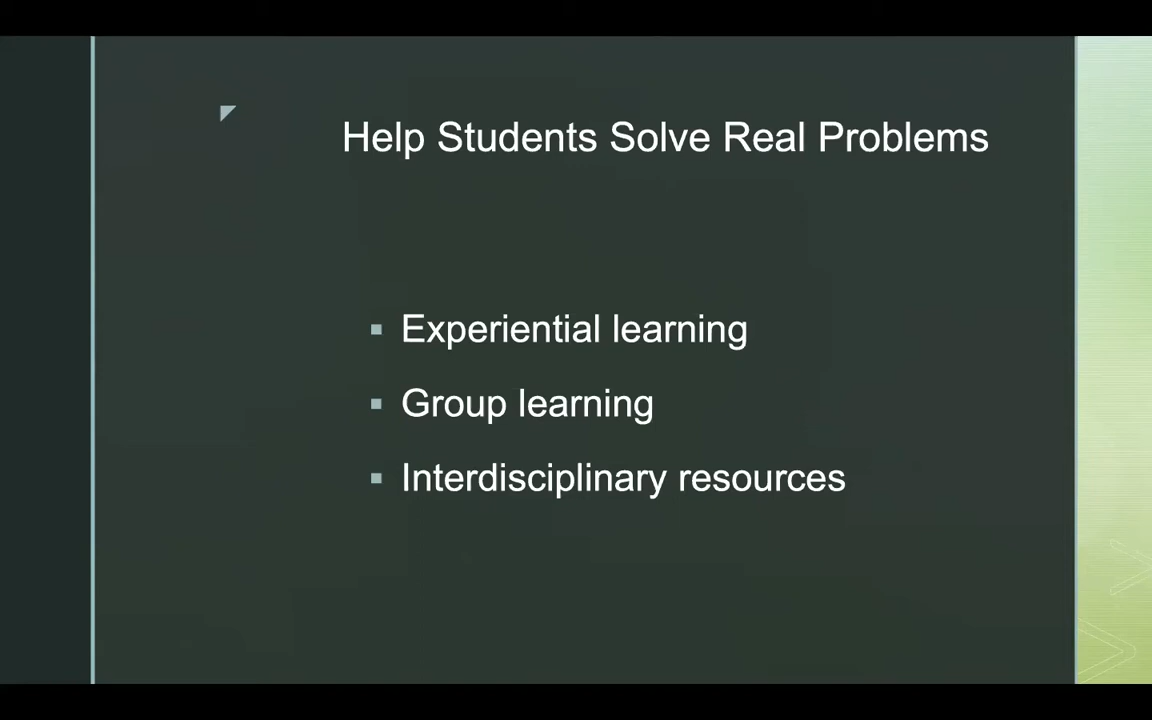 Help Students Solve Real Problems
Experiential learning
Group learning
Interdisciplinary resources